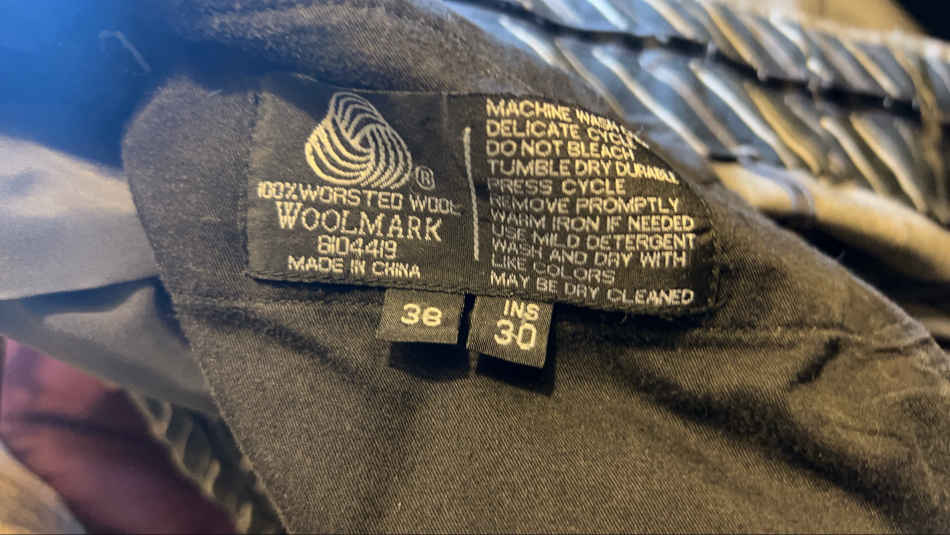 ®
100% WORSTED WOOL
WOOLMARK
8104419
MADE IN CHINA
MACHINE WASH
DELICATE CYCLE
DO NOT BLEACH
TUMBLE DRY DURABLE
PRESS CYCLE
REMOVE PROMPTLY
WARM IRON IF NEEDED
USE MILD DETERGENT
WASH AND DRY WITH
LIKE COLORS
MAY BE DRY CLEANED
38
INS
30